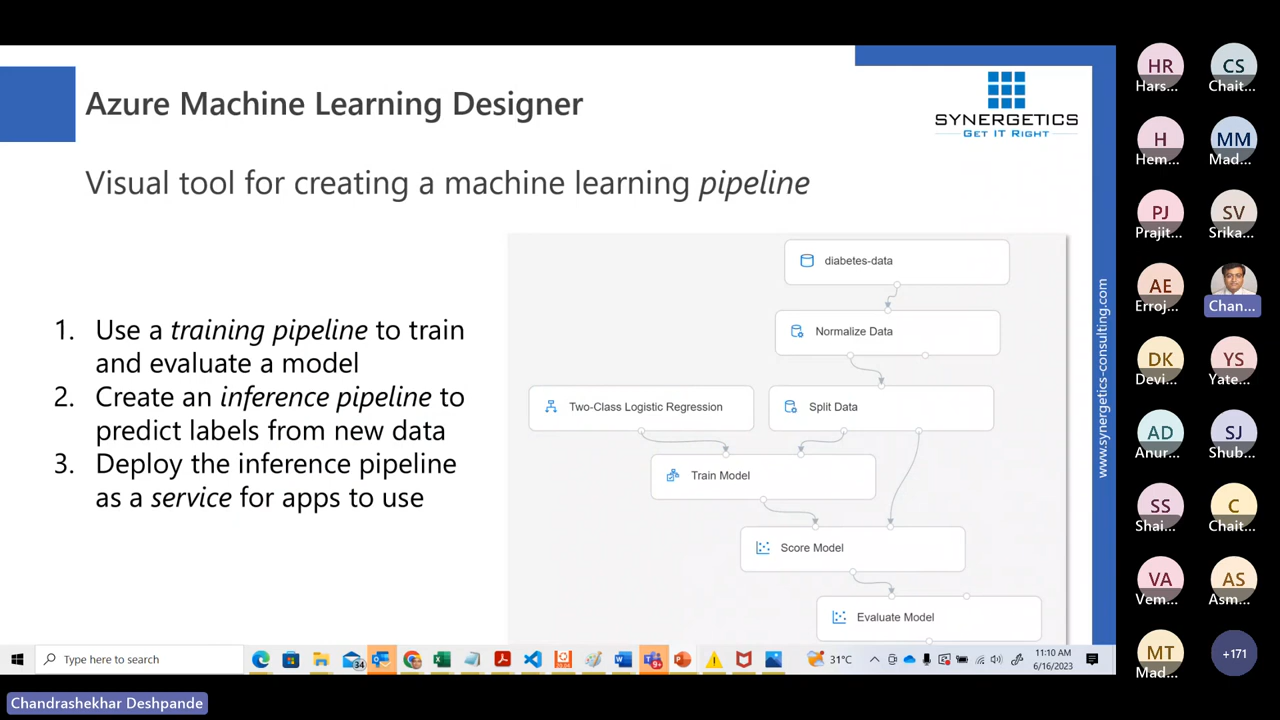 Azure Machine Learning Designer
SYNERGETICS
GET IT RIGHT
Visual tool for creating a machine learning pipeline
1. Use a training pipeline to train
and evaluate a model
2. Create an inference pipeline to
predict labels from new data
3. Deploy the inference pipeline
as a service for apps to use
diabetes-data
Normalize Data
Two-Class Logistic Regression
Split Data
Train Model
Score Model
Evaluate Model
www.synergetics-consulting.com
HR
Hars...
CS
Chait...
H
Hem...
MM
Mad...
PJ
Prajit...
SV
Srika...
AE
Erroj...
Chan...
DK
Devi...
YS
Yate...
AD
Anur...
SJ
Shub...
SS
Shai...
C
Chait...
VA
Vem...
AS
Asm...
MT
Mad...
+171
Type here to search
34
9+
31°C
11:10 AM
6/16/2023
Chandrashekhar Deshpande